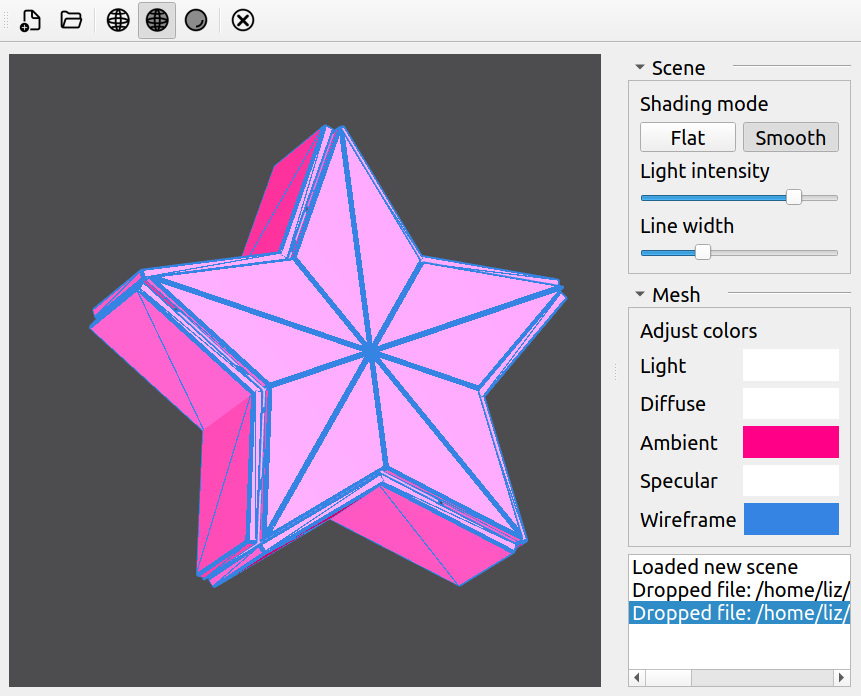 Scene
Shading mode
Flat Smooth
Light intensity
Line width
Mesh
Adjust colors
Light
Diffuse
Ambient
Specular
Wireframe
Loaded new scene
Dropped file: /home/liz/
Dropped file: /home/liz/